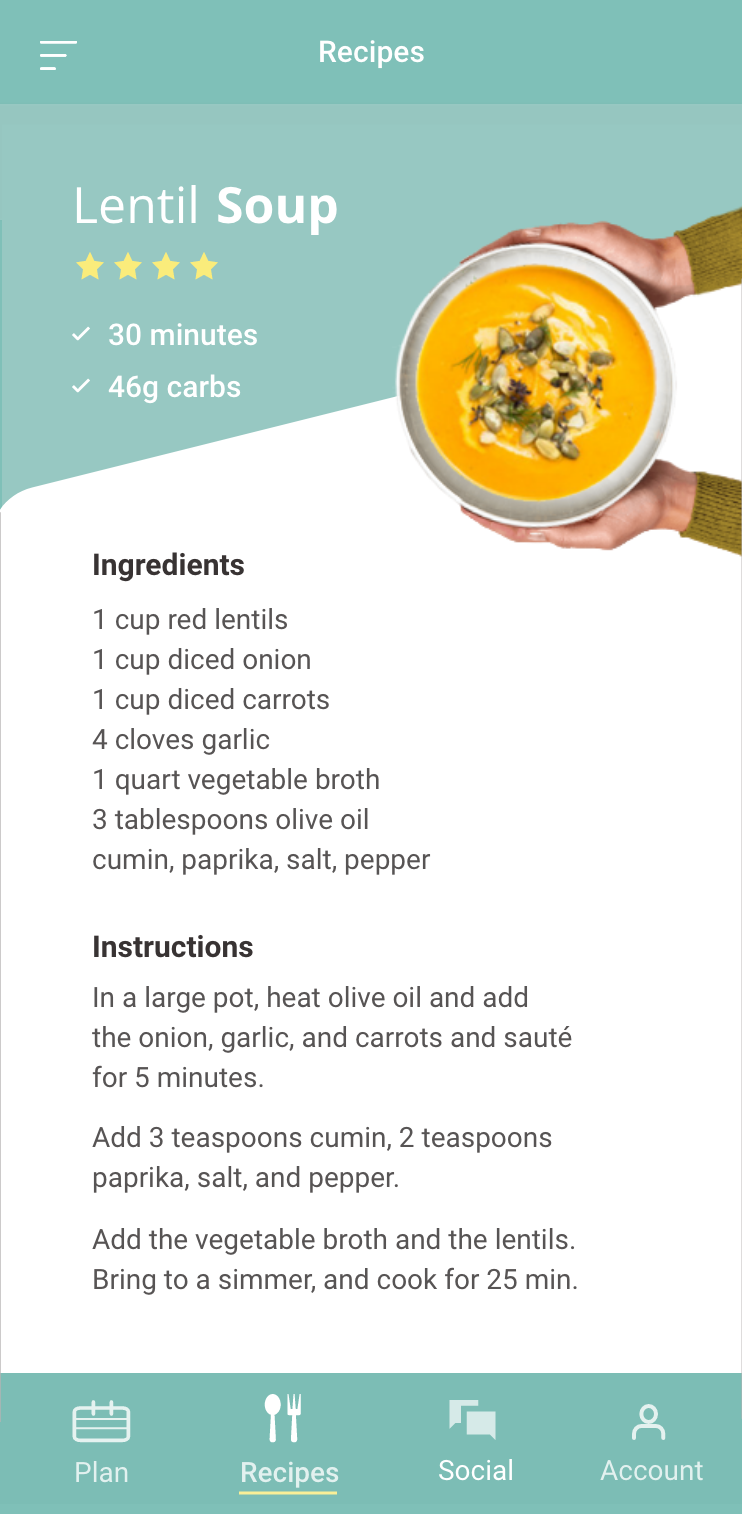 Recipes
Lentil Soup
30 minutes
46g carbs
Ingredients
1 cup red lentils
1 cup diced onion
1 cup diced carrots
4 cloves garlic
1 quart vegetable broth
3 tablespoons olive oil
cumin, paprika, salt, pepper
Instructions
In a large pot, heat olive oil and add
the onion, garlic, and carrots and sauté
for 5 minutes.
Add 3 teaspoons cumin, 2 teaspoons
paprika, salt, and pepper.
Add the vegetable broth and the lentils.
Bring to a simmer, and cook for 25 min.
Plan
Recipes
Social
Account